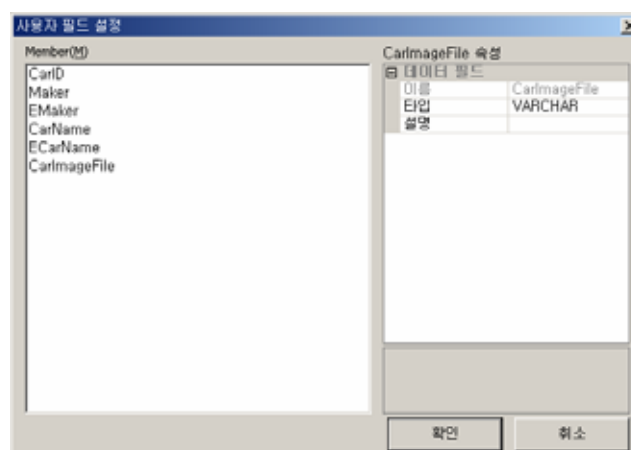 사용자 필드 설정
Member(M)
CarID
Maker
EMaker
CarName
ECarName
CarImageFile
CarImageFile 속성
데이터 필드
이름 CarImageFile
타입 VARCHAR
설명
확인 취소